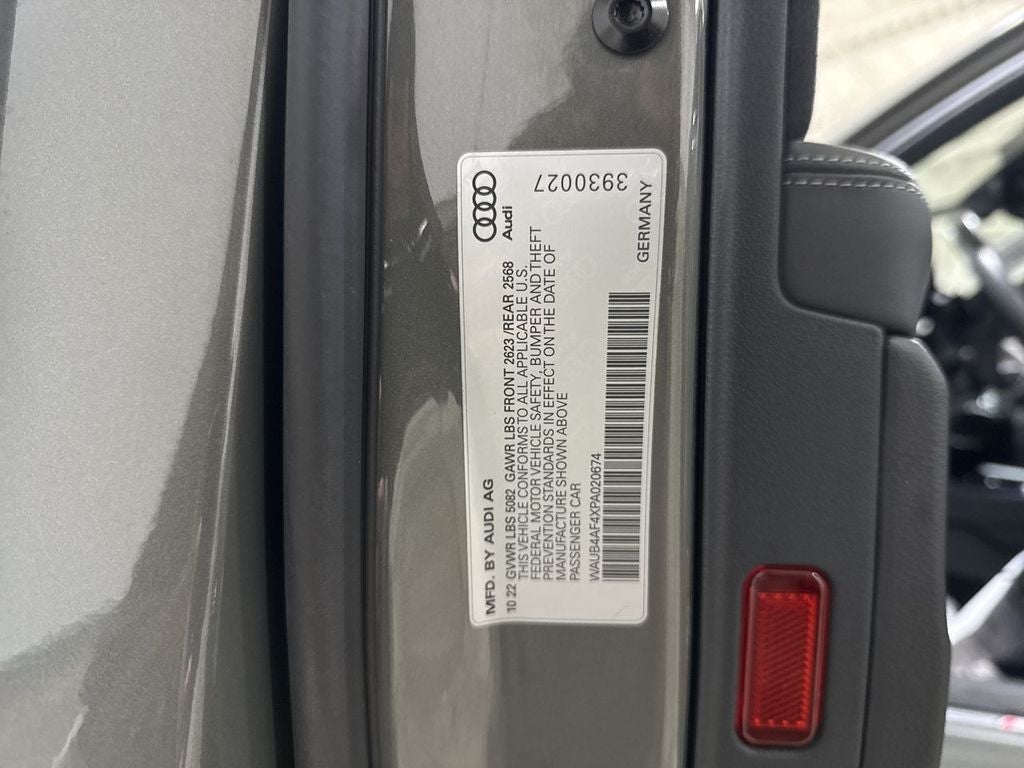 MFD. BY AUDI AG
Audi
10.22 GVWR LBS 5082 GAWR LBS FRONT 2623 /REAR 2568
THIS VEHICLE CONFORMS TO ALL APPLICABLE U.S.
FEDERAL MOTOR VEHICLE SAFETY, BUMPER AND THEFT
PREVENTION STANDARDS IN EFFECT ON THE DATE OF
MANUFACTURE SHOWN ABOVE
3930027
PASSENGER CAR
WAUB4AF4XPA020674
GERMANY